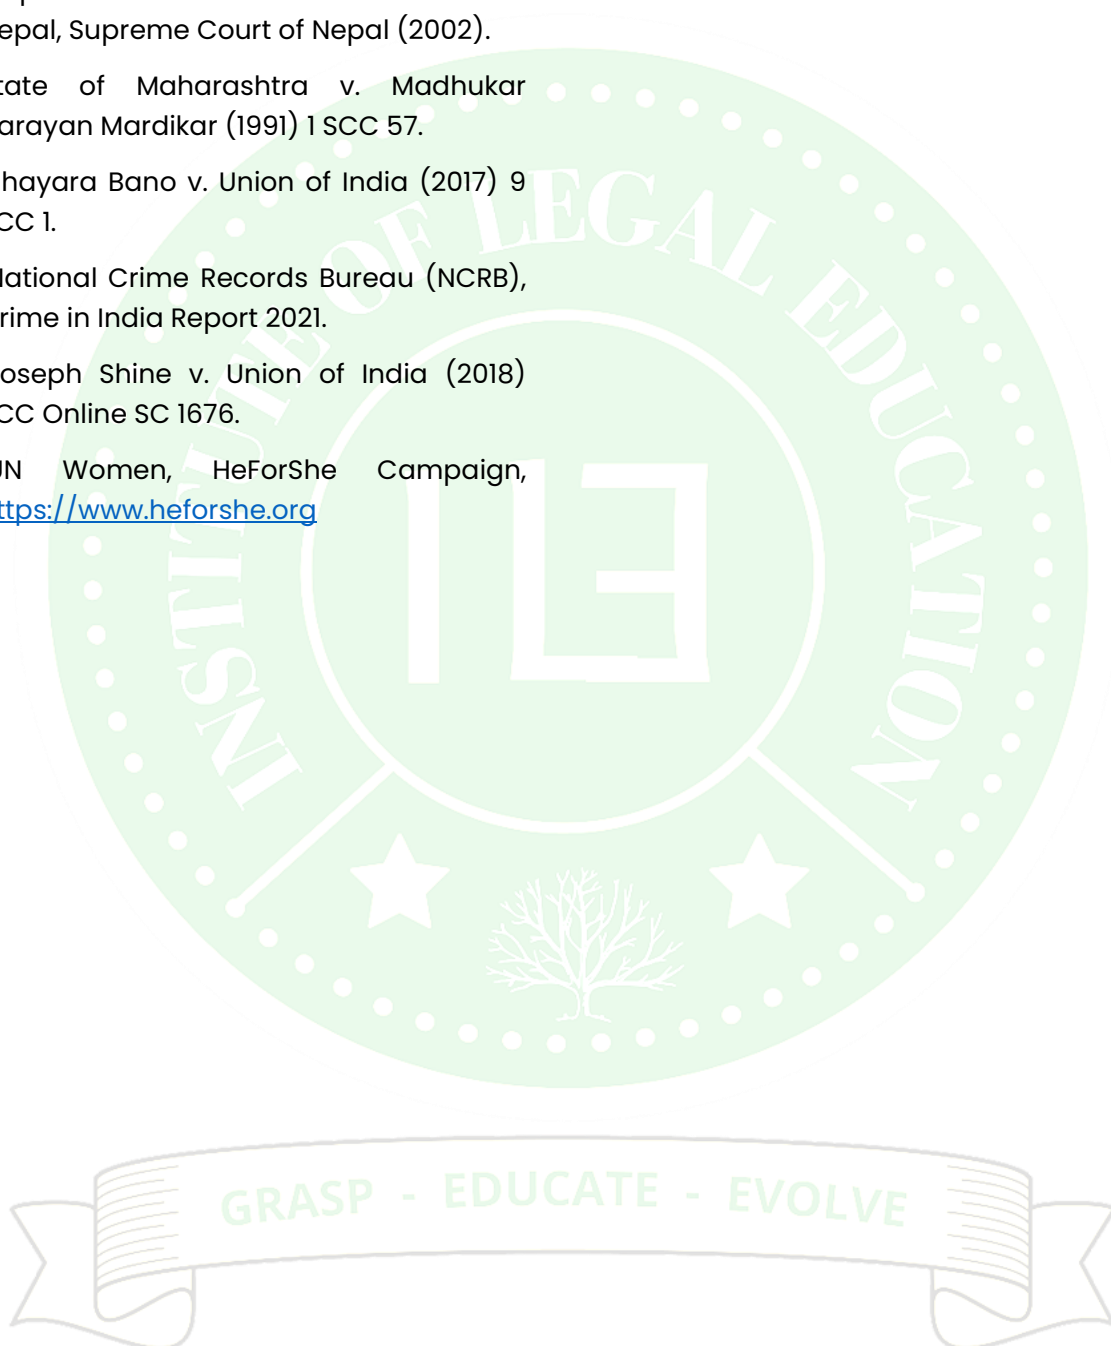 epal, Supreme Court of Nepal (2002).
tate of Maharashtra v. Madhukar
arayan Mardikar (1991) 1 SCC 57.
hayara Bano v. Union of India (2017) 9
CC 1.
ational Crime Records Bureau (NCRB),
rime in India Report 2021.
oseph Shine v. Union of India (2018)
CC Online SC 1676.
UN Women, HeForShe Campaign,
ttps://www.heforshe.org
INSTITUTE OF LEGAL EDUCATION
ILE
GRASP - EDUCATE - EVOLVE